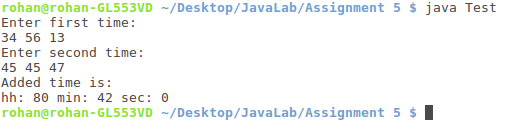 rohan@rohan-GL553VD ~/Desktop/JavaLab/Assignment 5 $ java Test
Enter first time:
34 56 13
Enter second time:
45 45 47
Added time is:
hh: 80 min: 42 sec: 0
rohan@rohan-GL553VD ~/Desktop/JavaLab/Assignment 5 $